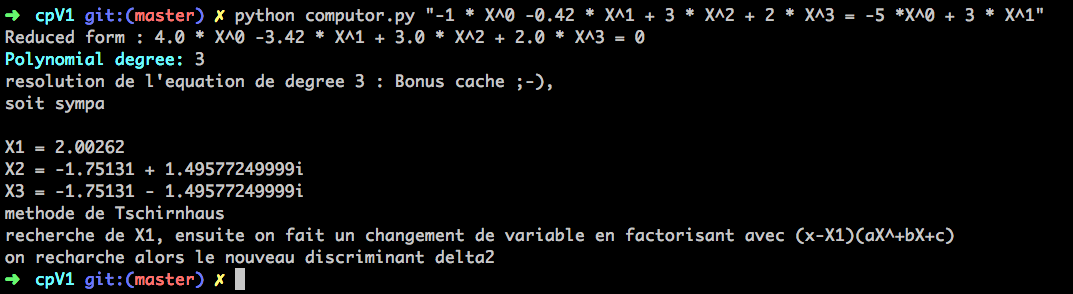 ➜ cpV1 git:(master) ✗ python computor.py "-1 * X^0 -0.42 * X^1 + 3 * X^2 + 2 * X^3 = -5 *X^0 + 3 * X^1"
Reduced form : 4.0 * X^0 -3.42 * X^1 + 3.0 * X^2 + 2.0 * X^3 = 0
Polynomial degree: 3
resolution de l'equation de degree 3 : Bonus cache ;-),
soit sympa
X1 = 2.00262
X2 = -1.75131 + 1.49577249999i
X3 = -1.75131 - 1.49577249999i
methode de Tschirnhaus
recherche de X1, ensuite on fait un changement de variable en factorisant avec (x-X1)(aX^+bX+c)
on recharche alors le nouveau discriminant delta2
➜ cpV1 git:(master) ✗